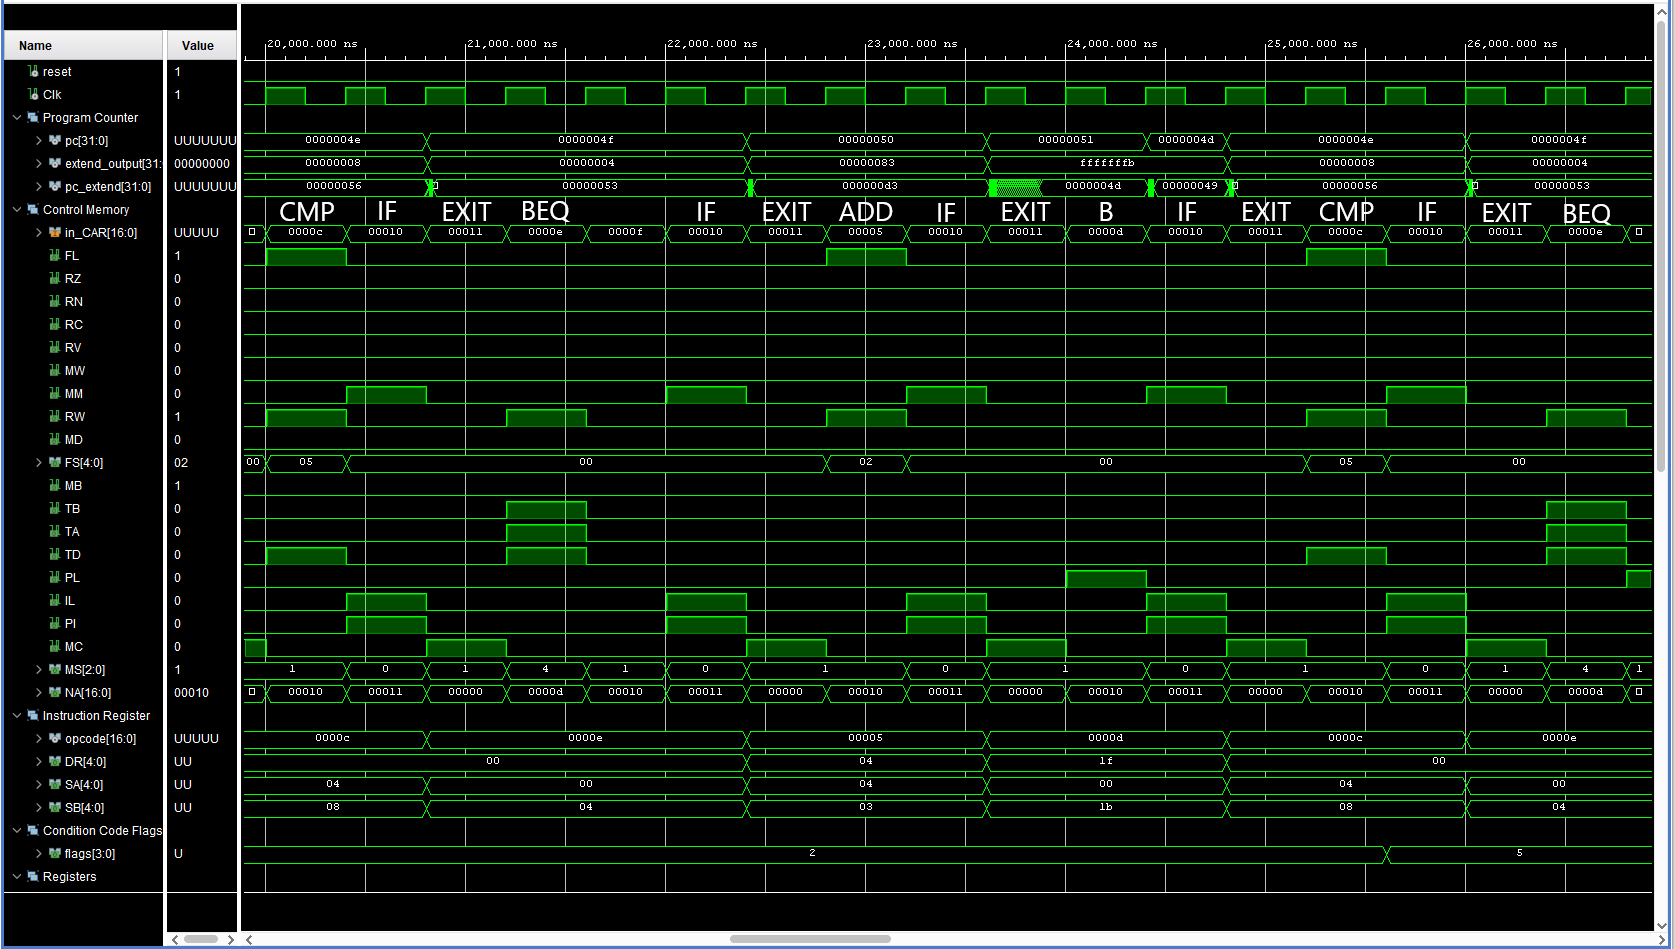 Name Value 20,000.000 ns 21,000.000 ns 22,000.000 ns 23,000.000 ns 24,000.000 ns 25,000.000 ns 26,000.000 ns
reset 1
Clk 1
Program Counter
pc[31:0] UUUUUUUU 0000004e 0000004f 00000050 00000051 0000004d 0000004e 0000004f
extend_output[31: 00000000 00000008 00000004 00000083 fffffffb 00000008 00000004
pc_extend[31:0] UUUUUUUU 00000056 00000053 000000d3 0000004d 00000049 00000056 00000053
Control Memory CMP IF EXIT BEQ IF EXIT ADD IF EXIT B IF EXIT CMP IF EXIT BEQ
in_CAR[16:0] UUUUU 0000c 00010 00011 0000e 0000f 00010 00011 00005 00010 00011 0000d 00010 00011 0000c 00010 00011 0000e
FL 1
RZ 0
RN 0
RC 0
RV 0
MW 0
MM 0
RW 1
MD 0
FS[4:0] 02 00 05 00 02 00 05 00
MB 1
TB 0
TA 0
TD 0
PL 0
IL 0
PI 0
MC 0
MS[2:0] 1 1 0 1 4 1 0 1 0 1 0 1 0 1 4 1
NA[16:0] 00010 00010 00011 00000 0000d 00010 00011 00000 00010 00011 00000 00010 00011 00000 00010 00011 00000 0000d
Instruction Register
opcode[16:0] UUUUU 0000c 0000e 00005 0000d 0000c 0000e
DR[4:0] UU 00 04 1f 00
SA[4:0] UU 04 00 04 00 04 00
SB[4:0] UU 08 04 03 1b 08 04
Condition Code Flags
flags[3:0] U 2 5
Registers